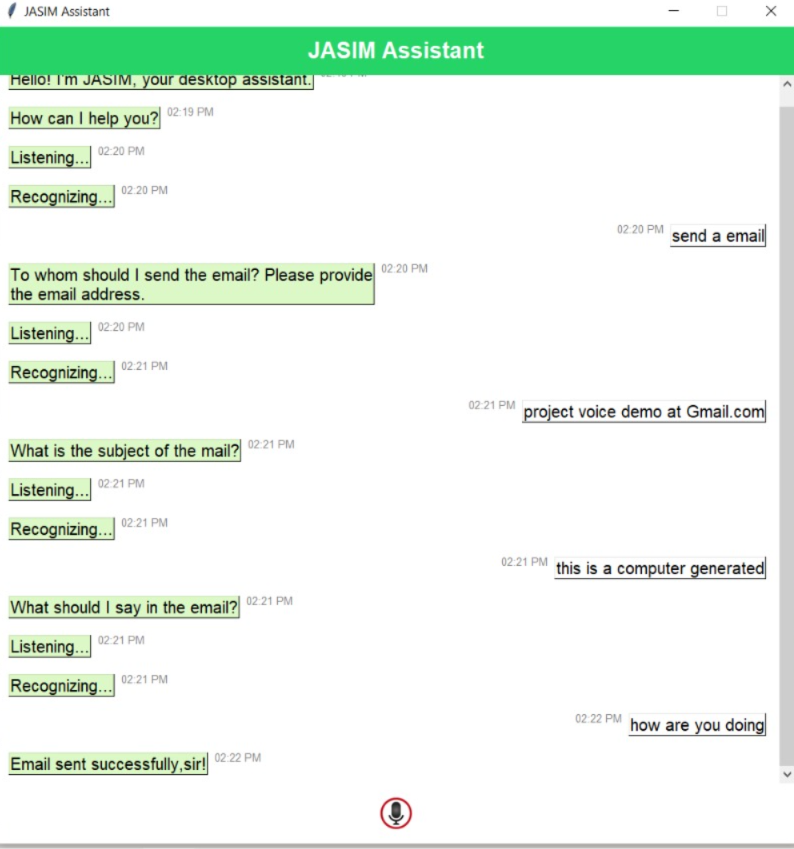 JASIM Assistant
JASIM Assistant
Hello! I'm JASIM, your desktop assistant.
How can I help you? 02:19 PM
Listening... 02:20 PM
Recognizing... 02:20 PM
02:20 PM send a email
To whom should I send the email? Please provide 02:20 PM
the email address.
Listening... 02:20 PM
Recognizing... 02:21 PM
02:21 PM project voice demo at Gmail.com
What is the subject of the mail? 02:21 PM
Listening... 02:21 PM
Recognizing... 02:21 PM
02:21 PM this is a computer generated
What should I say in the email? 02:21 PM
Listening... 02:21 PM
Recognizing... 02:21 PM
02:22 PM how are you doing
Email sent successfully,sir! 02:22 PM